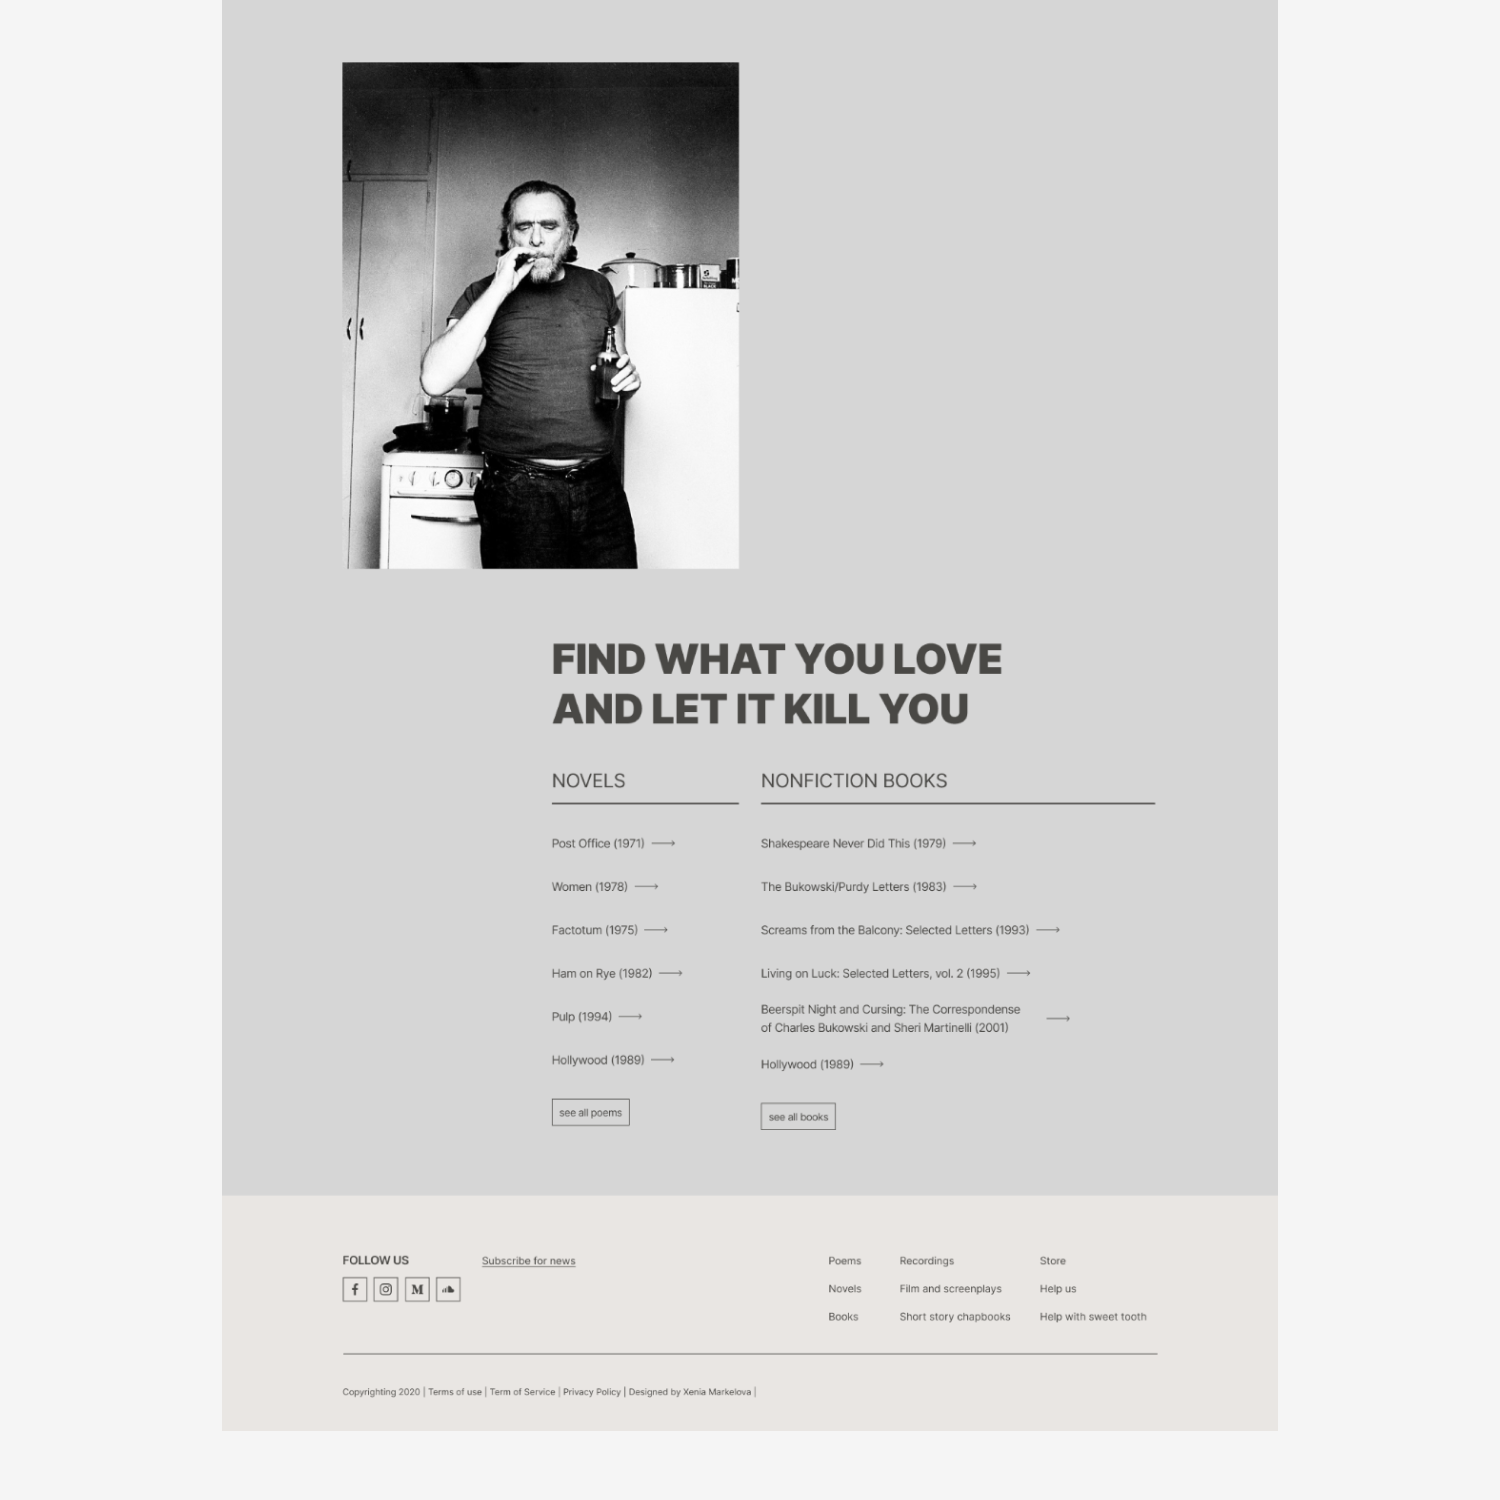 FIND WHAT YOU LOVE
AND LET IT KILL YOU
NOVELS
Post Office (1971)
Women (1978)
Factotum (1975)
Ham on Rye (1982)
Pulp (1994)
Hollywood (1989)
see all poems
NONFICTION BOOKS
Shakespeare Never Did This (1979)
The Bukowski/Purdy Letters (1983)
Screams from the Balcony: Selected Letters (1993)
Living on Luck: Selected Letters, vol. 2 (1995)
Beerspit Night and Cursing: The Correspondense
of Charles Bukowski and Sheri Martinelli (2001)
Hollywood (1989)
see all books
FOLLOW US
Subscribe for news
Poems
Novels
Books
Recordings
Film and screenplays
Short story chapbooks
Store
Help us
Help with sweet tooth
Copyrighting 2020 | Terms of use | Term of Service | Privacy Policy | Designed by Xenia Markelova |